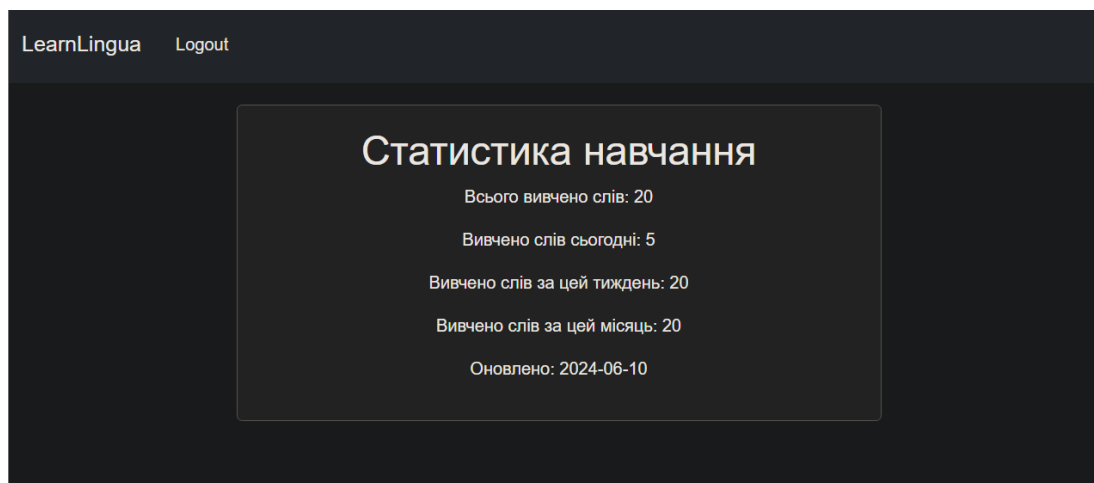 LearnLingua Logout
Статистика навчання
Всього вивчено слів: 20
Вивчено слів сьогодні: 5
Вивчено слів за цей тиждень: 20
Вивчено слів за цей місяць: 20
Оновлено: 2024-06-10